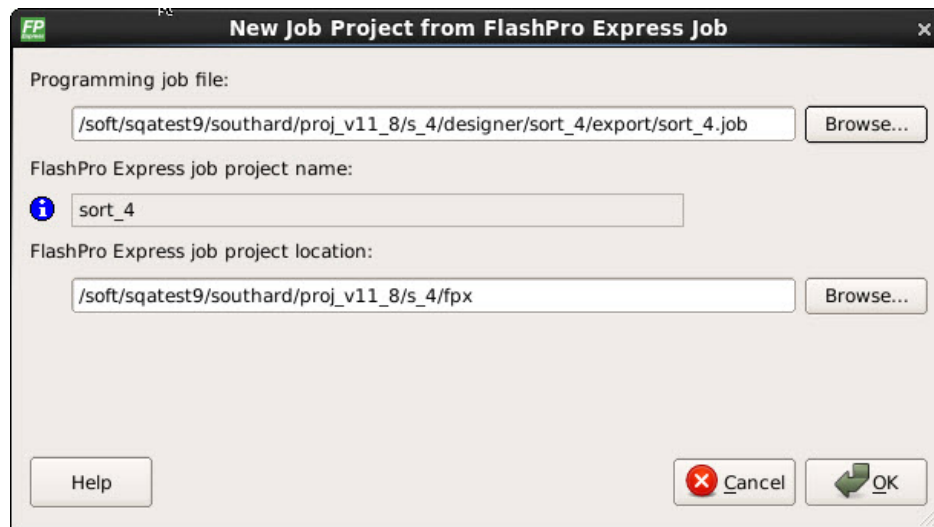 FP
Express
New Job Project from FlashPro Express Job
Programming job file:
/soft/sqatest9/southard/proj_v11_8/s_4/designer/sort_4/export/sort_4.job
Browse...
FlashPro Express job project name:
sort_4
FlashPro Express job project location:
/soft/sqatest9/southard/proj_v11_8/s_4/fpx
Browse...
Help
Cancel
OK